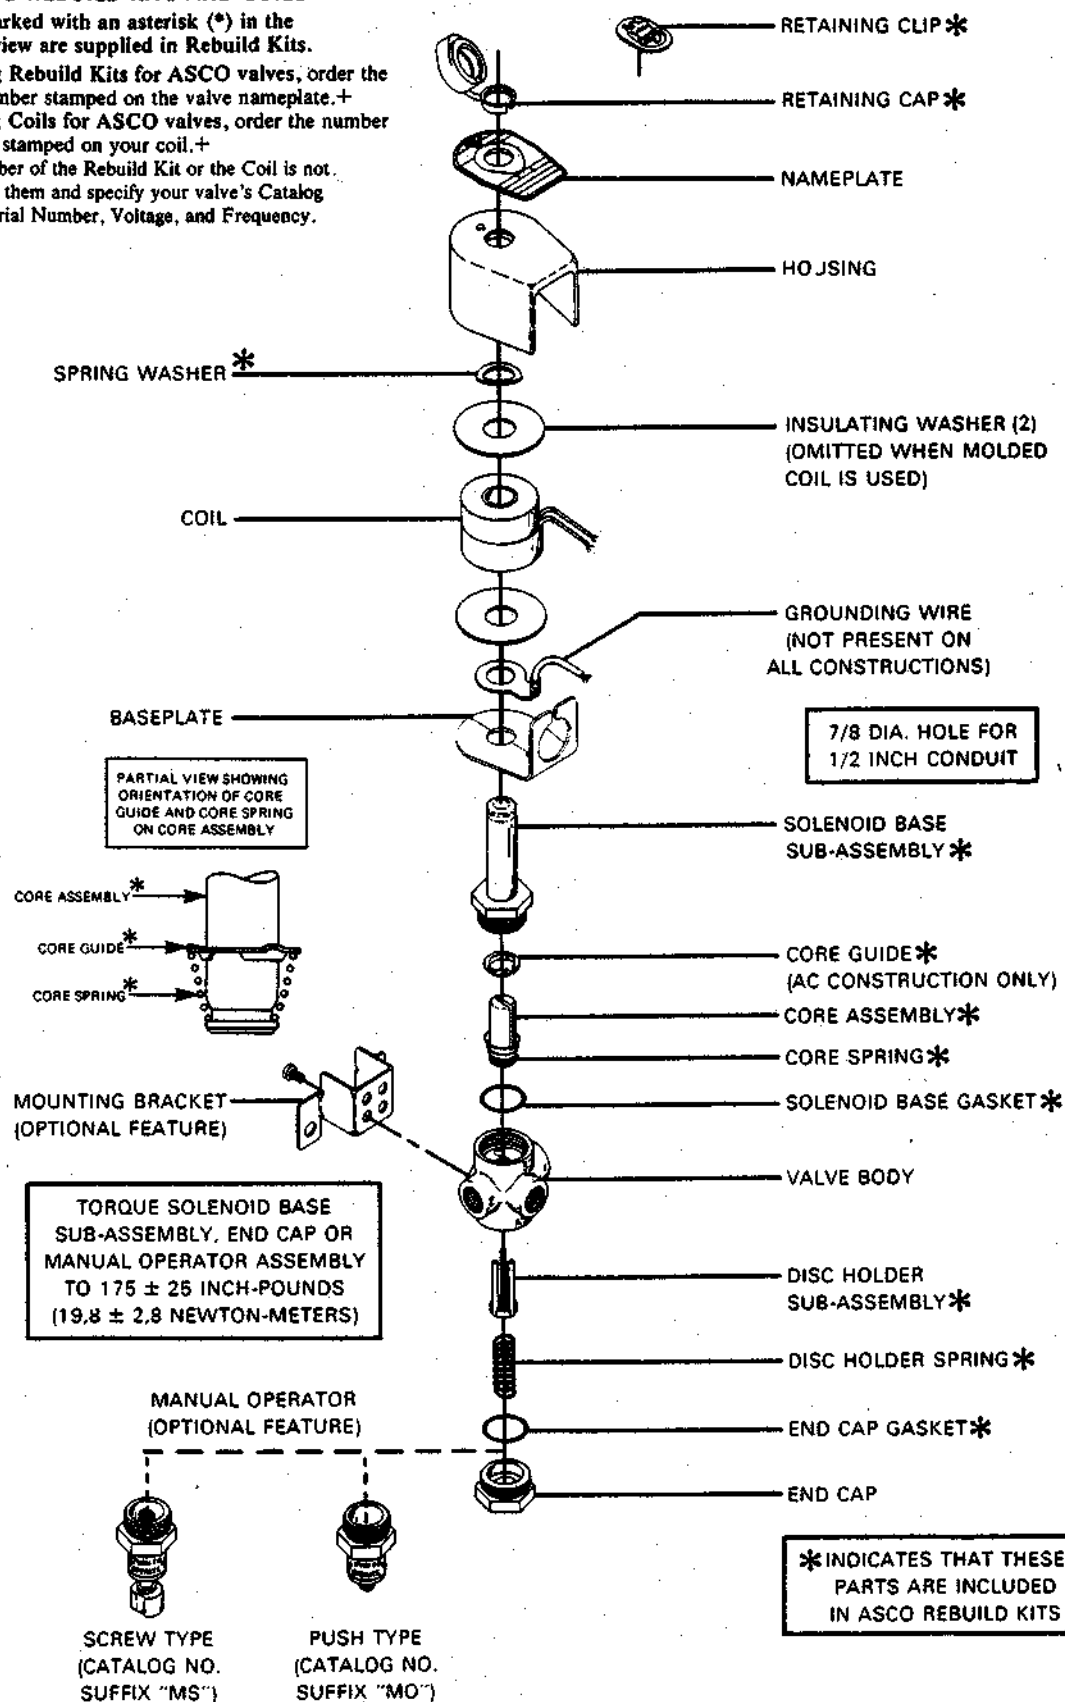 arked with an asterisk (*) in the
view are supplied in Rebuild Kits.
Rebuild Kits for ASCO valves, order the
mber stamped on the valve nameplate.+
Coils for ASCO valves, order the number
stamped on your coil.+
ber of the Rebuild Kit or the Coil is not
them and specify your valve's Catalog
rial Number, Voltage, and Frequency.
RETAINING CLIP*
RETAINING CAP*
NAMEPLATE
HOUSING
SPRING WASHER*
INSULATING WASHER (2)
(OMITTED WHEN MOLDED
COIL IS USED)
COIL
GROUNDING WIRE
(NOT PRESENT ON
ALL CONSTRUCTIONS)
BASEPLATE
7/8 DIA. HOLE FOR
1/2 INCH CONDUIT
PARTIAL VIEW SHOWING
ORIENTATION OF CORE
GUIDE AND CORE SPRING
ON CORE ASSEMBLY
SOLENOID BASE
SUB-ASSEMBLY*
CORE ASSEMBLY*
CORE GUIDE*
CORE SPRING*
CORE GUIDE*
(AC CONSTRUCTION ONLY)
CORE ASSEMBLY*
CORE SPRING*
MOUNTING BRACKET
(OPTIONAL FEATURE)
SOLENOID BASE GASKET*
VALVE BODY
TORQUE SOLENOID BASE
SUB-ASSEMBLY, END CAP OR
MANUAL OPERATOR ASSEMBLY
TO 175 ± 25 INCH-POUNDS
(19,8 ± 2,8 NEWTON-METERS)
DISC HOLDER
SUB-ASSEMBLY*
DISC HOLDER SPRING*
MANUAL OPERATOR
(OPTIONAL FEATURE)
END CAP GASKET*
END CAP
*INDICATES THAT THESE
PARTS ARE INCLUDED
IN ASCO REBUILD KITS
SCREW TYPE
(CATALOG NO.
SUFFIX "MS")
PUSH TYPE
(CATALOG NO.
SUFFIX "MO")